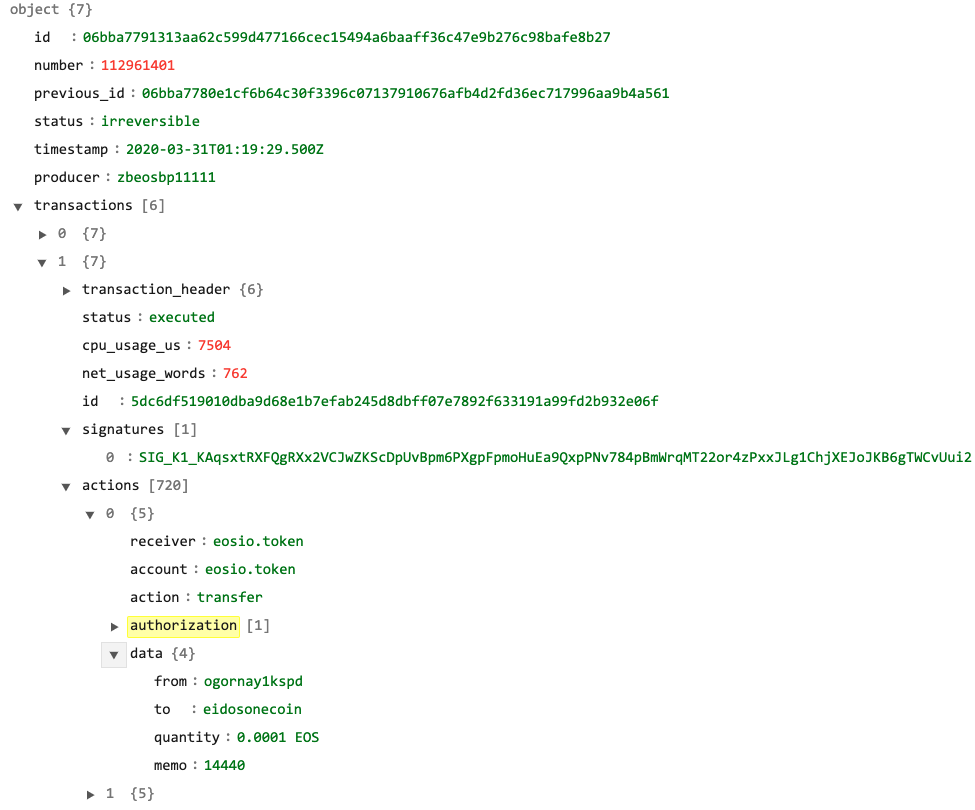 object {7}
id : 06bba7791313aa62c599d477166cec15494a6baaff36c47e9b276c98bafe8b27
number : 112961401
previous_id : 06bba7780e1cf6b64c30f3396c07137910676afb4d2fd36ec717996aa9b4a561
status : irreversible
timestamp : 2020-03-31T01:19:29.500Z
producer : zbeosbp11111
transactions [6]
0 {7}
1 {7}
transaction_header {6}
status : executed
cpu_usage_us : 7504
net_usage_words : 762
id : 5dc6df519010dba9d68e1b7efab245d8dbff07e7892f633191a99fd2b932e06f
signatures [1]
0 : SIG_K1_KAqsxtRXFQgRXx2VCJwZKScDpUvBpm6PXgpFpmoHuEa9QxpPNv784pBmWrqMT22or4zPxxJLg1ChjXEJoJKB6gTWCvUui2
actions [720]
0 {5}
receiver : eosio.token
account : eosio.token
action : transfer
authorization [1]
data {4}
from : ogornay1kspd
to : eidosonecoin
quantity : 0.0001 EOS
memo : 14440
1 {5}